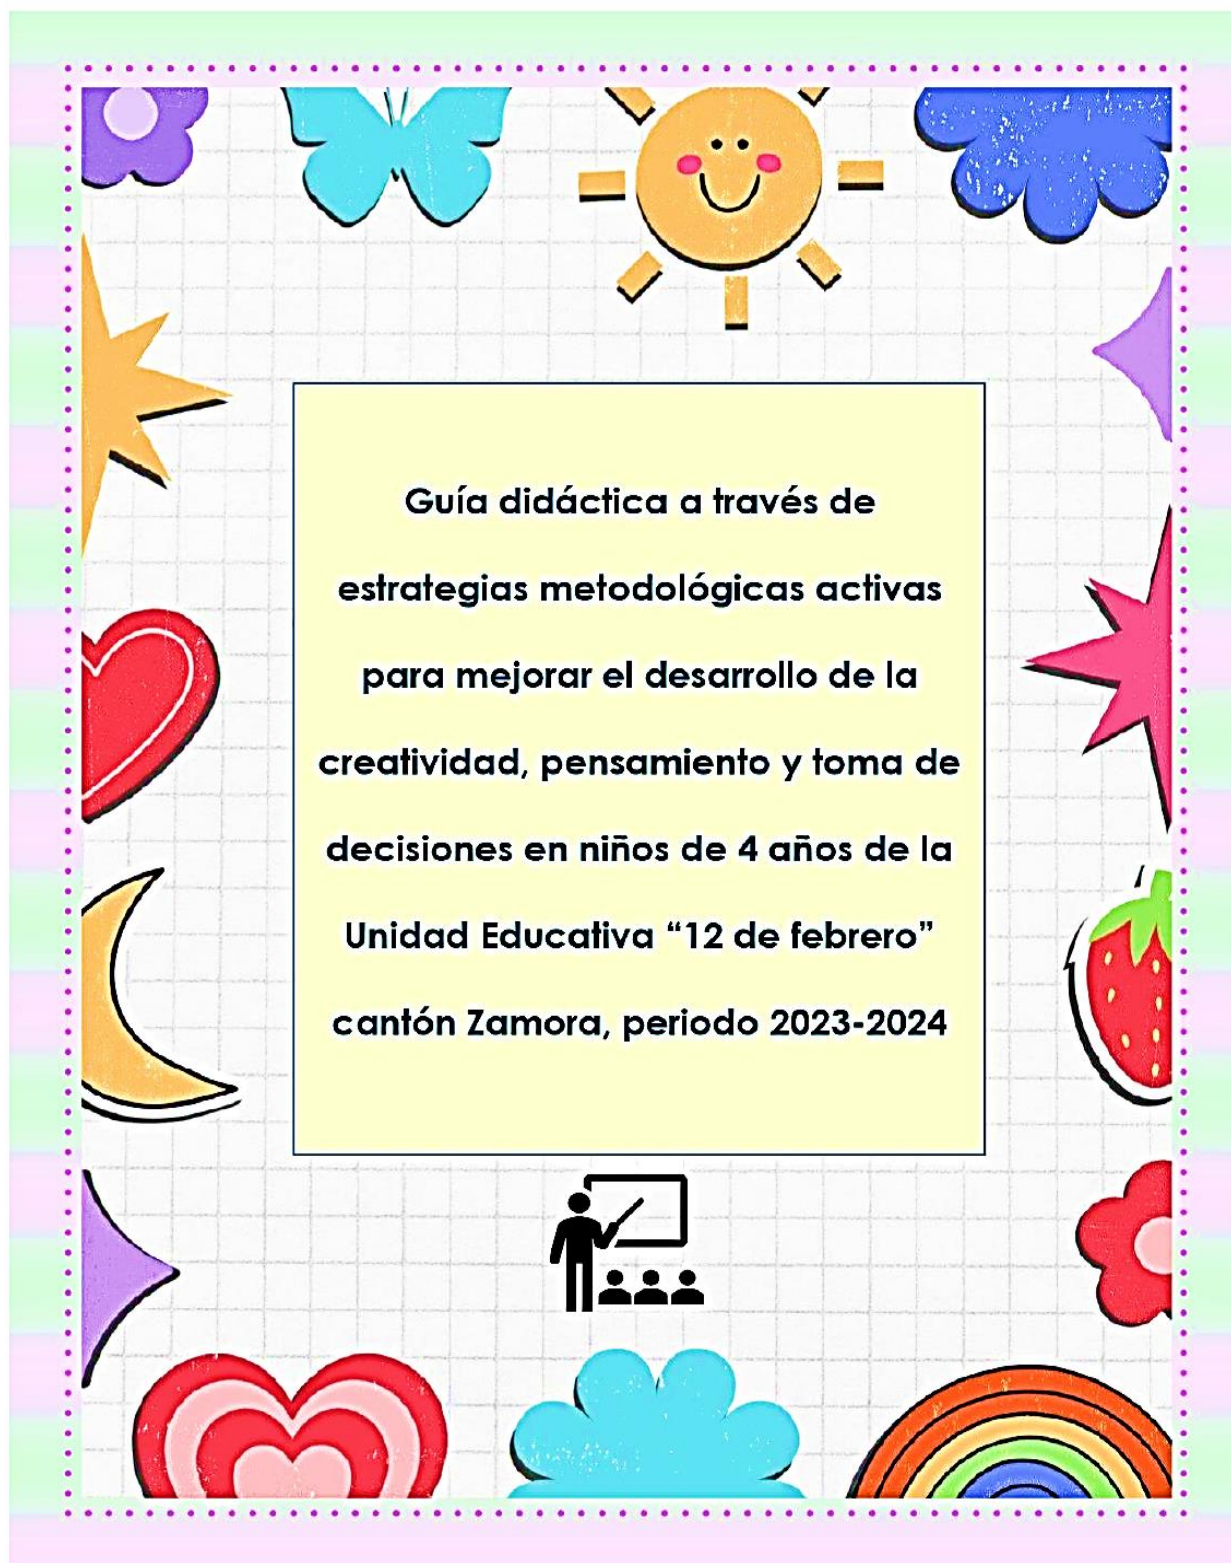 Guía didáctica a través de
estrategias metodológicas activas
para mejorar el desarrollo de la
creatividad, pensamiento y toma de
decisiones en niños de 4 años de la
Unidad Educativa “12 de febrero”
cantón Zamora, periodo 2023-2024